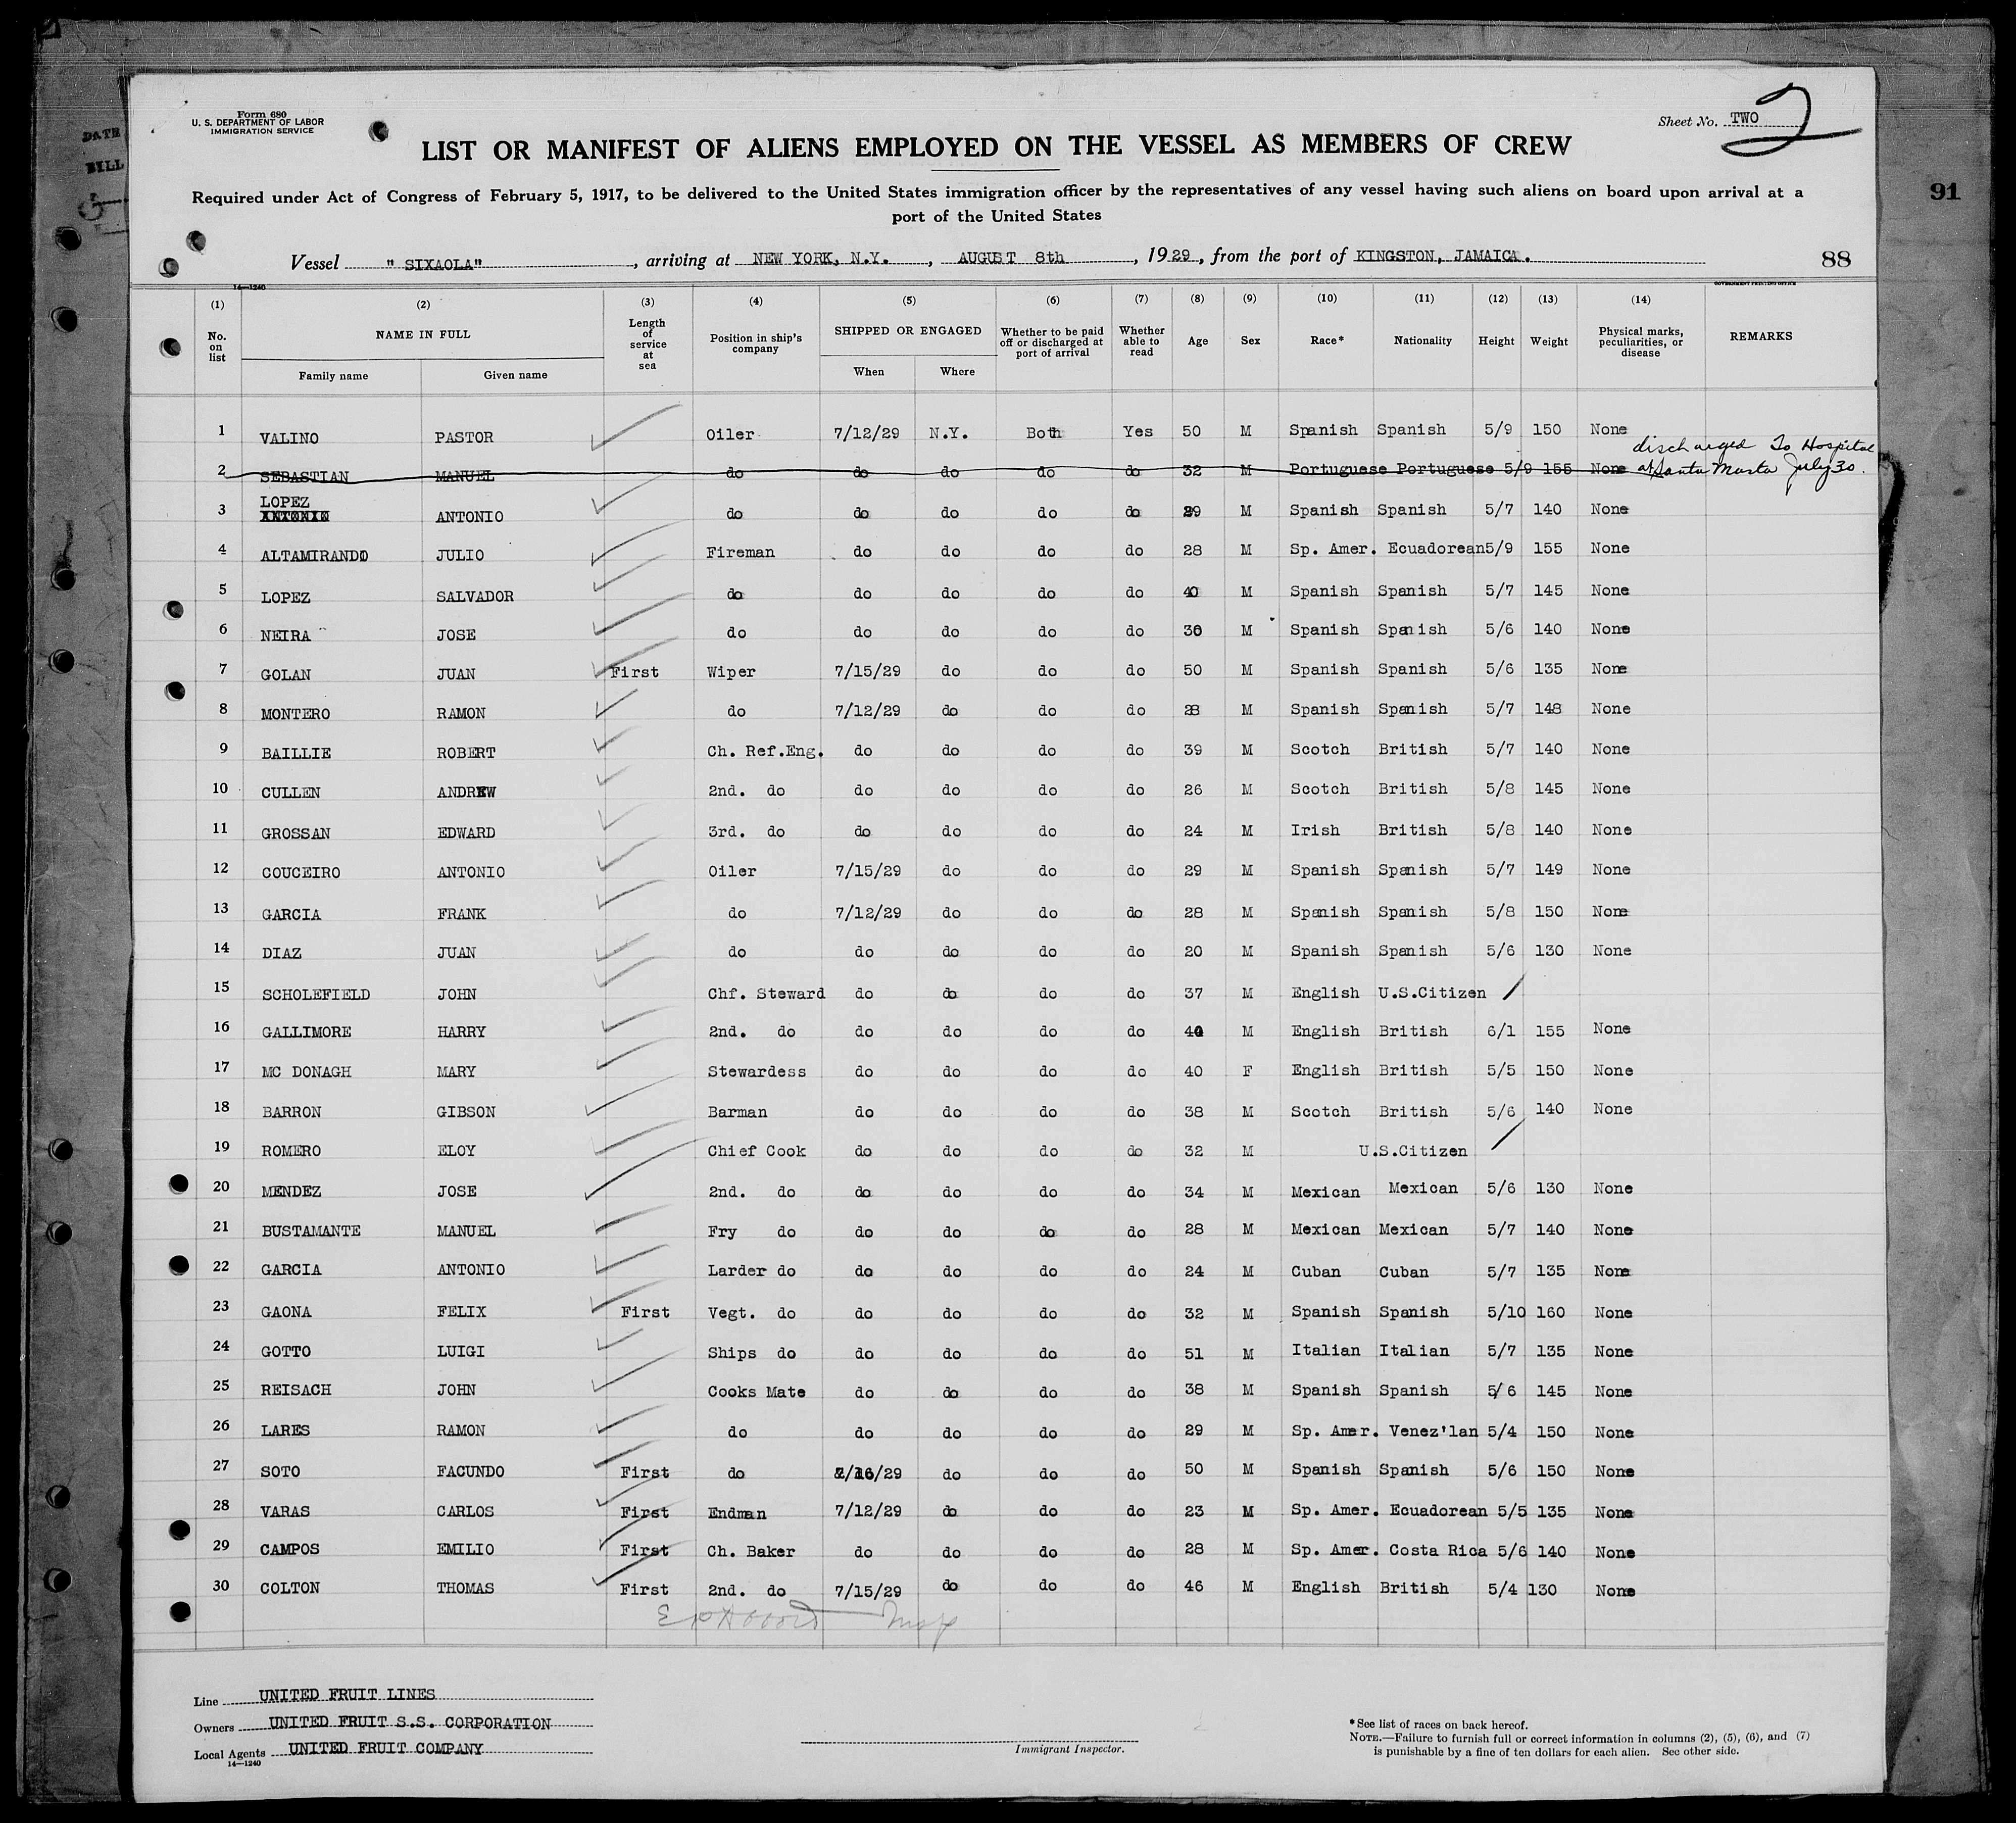 DATE
BILL
Form 680
U. S. DEPARTMENT OF LABOR
IMMIGRATION SERVICE
Sheet No. TWO
2
LIST OR MANIFEST OF ALIENS EMPLOYED ON THE VESSEL AS MEMBERS OF CREW
Required under Act of Congress of February 5, 1917, to be delivered to the United States immigration officer by the representatives of any vessel having such aliens on board upon arrival at a
port of the United States
91
Vessel "SIXAOLA", arriving at NEW YORK, N.Y., AUGUST 8th, 1929, from the port of KINGSTON, JAMAICA.
88
14—1240 GOVERNMENT PRINTING OFFICE
(1) (2) (3) (4) (5) (6) (7) (8) (9) (10) (11) (12) (13) (14)
No. on list NAME IN FULL Family name Given name Length of service at sea Position in ship's company SHIPPED OR ENGAGED When Where Whether to be paid off or discharged at port of arrival Whether able to read Age Sex Race* Nationality Height Weight Physical marks, peculiarities, or disease REMARKS
1 VALINO PASTOR Oiler 7/12/29 N.Y. Both Yes 50 M Spanish Spanish 5/9 150 None
discharged To Hospital
2 SEBASTIAN MANUEL do do do do do 32 M Portuguese Portuguese 5/9 155 None at Santa Marta July 30.
LOPEZ
3 ANTONIO ANTONIO do do do do do 29 M Spanish Spanish 5/7 140 None
4 ALTAMIRANDO JULIO Fireman do do do do 28 M Sp. Amer. Ecuadorean 5/9 155 None
5 LOPEZ SALVADOR do do do do do 40 M Spanish Spanish 5/7 145 None
6 NEIRA JOSE do do do do do 30 M Spanish Spanish 5/6 140 None
7 GOLAN JUAN First Wiper 7/15/29 do do do 50 M Spanish Spanish 5/6 135 None
8 MONTERO RAMON do 7/12/29 do do do 28 M Spanish Spanish 5/7 148 None
9 BAILLIE ROBERT Ch. Ref.Eng. do do do do 39 M Scotch British 5/7 140 None
10 CULLEN ANDREW 2nd. do do do do do 26 M Scotch British 5/8 145 None
11 GROSSAN EDWARD 3rd. do do do do do 24 M Irish British 5/8 140 None
12 COUCEIRO ANTONIO Oiler 7/15/29 do do do 29 M Spanish Spanish 5/7 149 None
13 GARCIA FRANK do 7/12/29 do do do 28 M Spanish Spanish 5/8 150 None
14 DIAZ JUAN do do do do do 20 M Spanish Spanish 5/6 130 None
15 SCHOLEFIELD JOHN Chf. Steward do do do do 37 M English U.S.Citizen
16 GALLIMORE HARRY 2nd. do do do do do 40 M English British 6/1 155 None
17 MC DONAGH MARY Stewardess do do do do 40 F English British 5/5 150 None
18 BARRON GIBSON Barman do do do do 38 M Scotch British 5/6 140 None
19 ROMERO ELOY Chief Cook do do do do 32 M U.S.Citizen
20 MENDEZ JOSE 2nd. do do do do do 34 M Mexican Mexican 5/6 130 None
21 BUSTAMANTE MANUEL Fry do do do do do 28 M Mexican Mexican 5/7 140 None
22 GARCIA ANTONIO Larder do do do do do 24 M Cuban Cuban 5/7 135 None
23 GAONA FELIX First Vegt. do do do do do 32 M Spanish Spanish 5/10 160 None
24 GOTTO LUIGI Ships do do do do do 51 M Italian Italian 5/7 135 None
25 REISACH JOHN Cooks Mate do do do do 38 M Spanish Spanish 5/6 145 None
26 LARES RAMON do do do do do 29 M Sp. Amer. Venez'lan 5/4 150 None
27 SOTO FACUNDO First do /29 do do do 50 M Spanish Spanish 5/6 150 None
28 VARAS CARLOS First Endman 7/12/29 do do do 23 M Sp. Amer. Ecuadorean 5/5 135 None
29 CAMPOS EMILIO First Ch. Baker do do do do 28 M Sp. Amer. Costa Rica 5/6 140 None
30 COLTON THOMAS First 2nd. do 7/15/29 do do do 46 M English British 5/4 130 None
Line UNITED FRUIT LINES
Owners UNITED FRUIT S.S. CORPORATION
Local Agents UNITED FRUIT COMPANY
14—1240
Immigrant Inspector.
*See list of races on back hereof.
NOTE.—Failure to furnish full or correct information in columns (2), (5), (6), and (7)
is punishable by a fine of ten dollars for each alien. See other side.